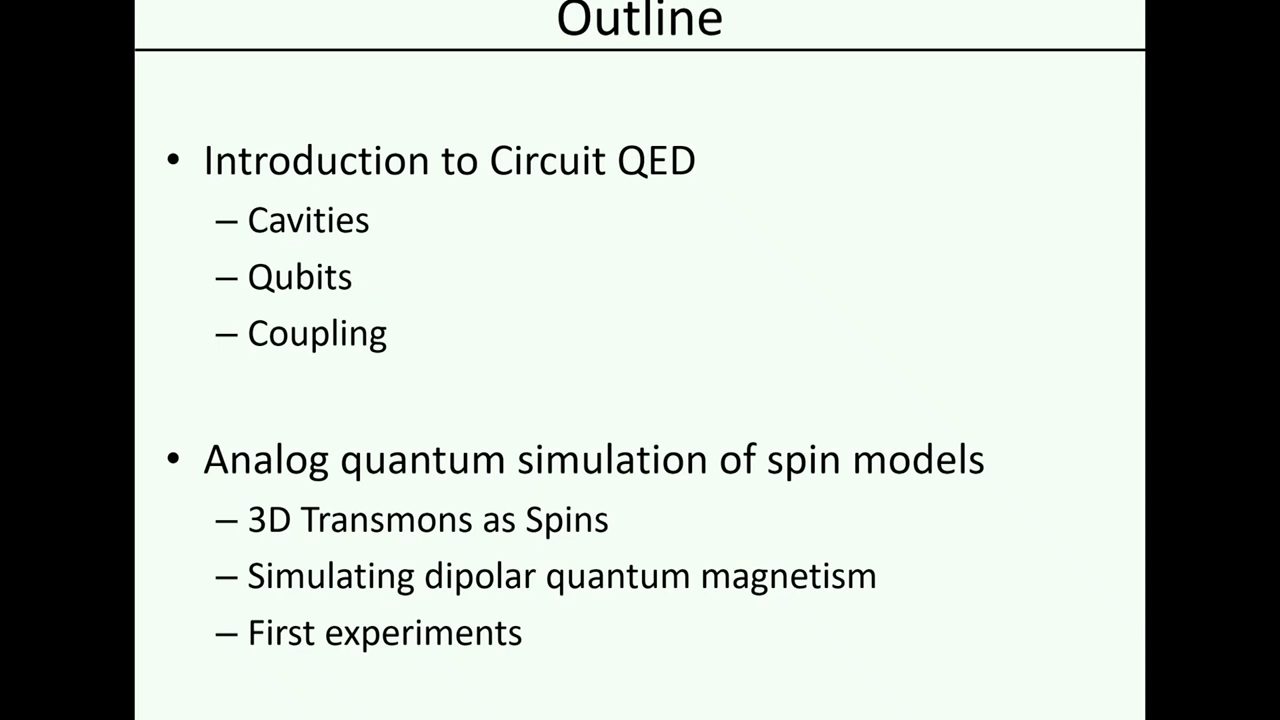 Outline
• Introduction to Circuit QED
– Cavities
– Qubits
– Coupling
• Analog quantum simulation of spin models
– 3D Transmons as Spins
– Simulating dipolar quantum magnetism
– First experiments